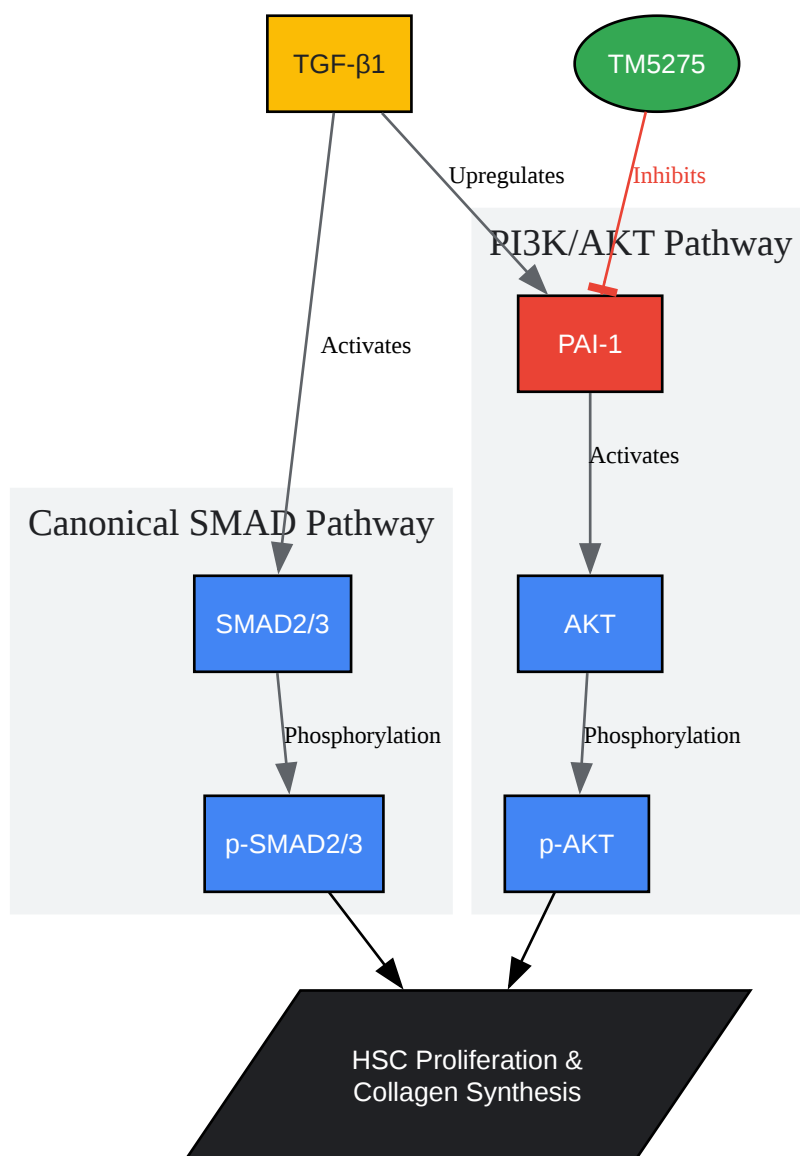 TGF-β1
TM5275
Upregulates
Inhibits
PI3K/AKT Pathway
PAI-1
Activates
Activates
Canonical SMAD Pathway
SMAD2/3
AKT
Phosphorylation
Phosphorylation
p-SMAD2/3
p-AKT
HSC Proliferation &
Collagen Synthesis